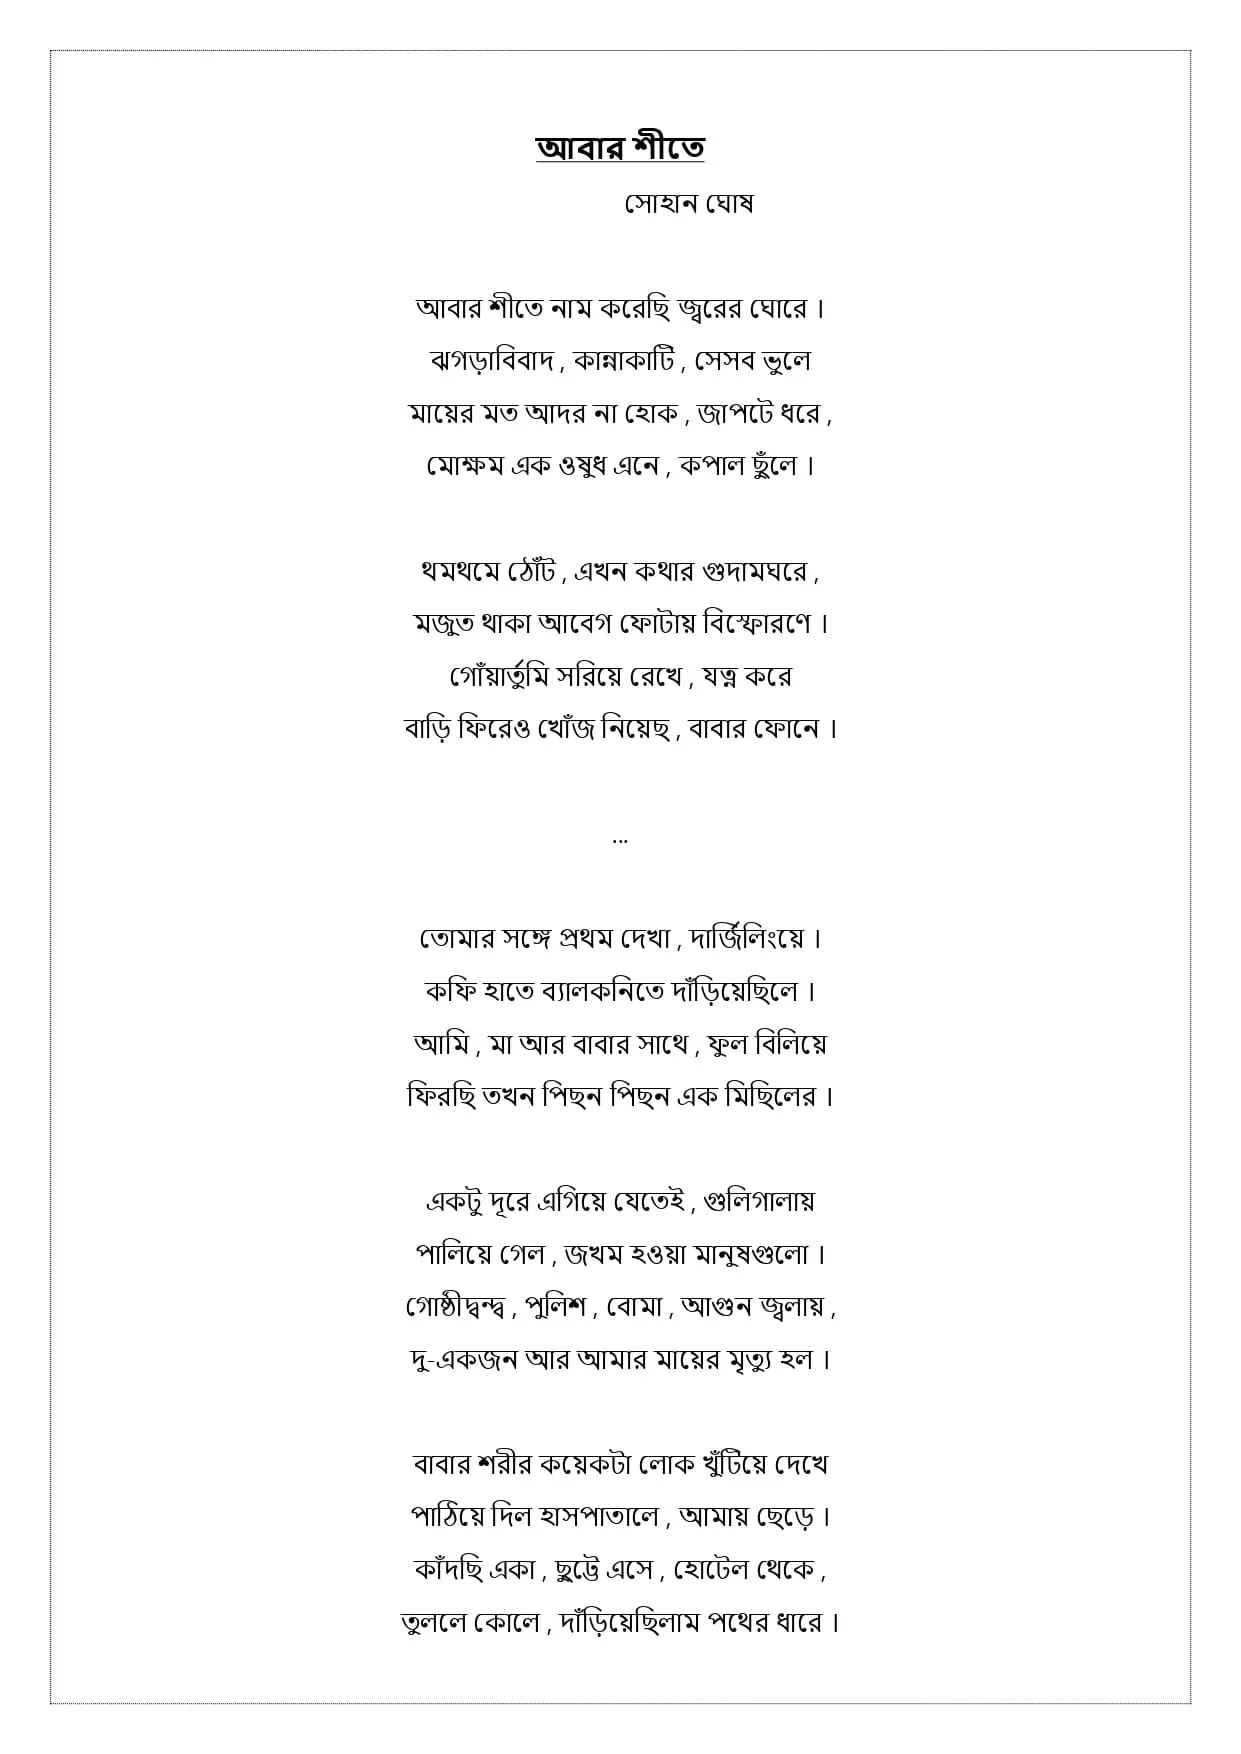 আবার শীতে
সোহান ঘোষ
আবার শীতে নাম করেছি জ্বরের ঘোরে ।
ঝগড়াবিবাদ , কান্নাকাটি , সেসব ভুলে
মায়ের মত আদর না হোক , জাপটে ধরে ,
মোক্ষম এক ওষুধ এনে , কপাল ছুঁলে ।
থমথমে ঠোঁট , এখন কথার গুদামঘরে ,
মজুত থাকা আবেগ ফোটায় বিস্ফোরণে ।
গোঁয়ার্তুমি সরিয়ে রেখে , যত্ন করে
বাড়ি ফিরেও খোঁজ নিয়েছ , বাবার ফোনে ।
...
তোমার সঙ্গে প্রথম দেখা , দার্জিলিংয়ে ।
কফি হাতে ব্যালকনিতে দাঁড়িয়েছিলে ।
আমি , মা আর বাবার সাথে , ফুল বিলিয়ে
ফিরছি তখন পিছন পিছন এক মিছিলের ।
একটু দূরে এগিয়ে যেতেই , গুলিগালায়
পালিয়ে গেল , জখম হওয়া মানুষগুলো ।
গোষ্ঠীদ্বন্দ্ব , পুলিশ , বোমা , আগুন জ্বলায় ,
দু-একজন আর আমার মায়ের মৃত্যু হল ।
বাবার শরীর কয়েকটা লোক খুঁটিয়ে দেখে
পাঠিয়ে দিল হাসপাতালে , আমায় ছেড়ে ।
কাঁদছি একা , ছুট্টে এসে , হোটেল থেকে ,
তুললে কোলে , দাঁড়িয়েছিলাম পথের ধারে ।